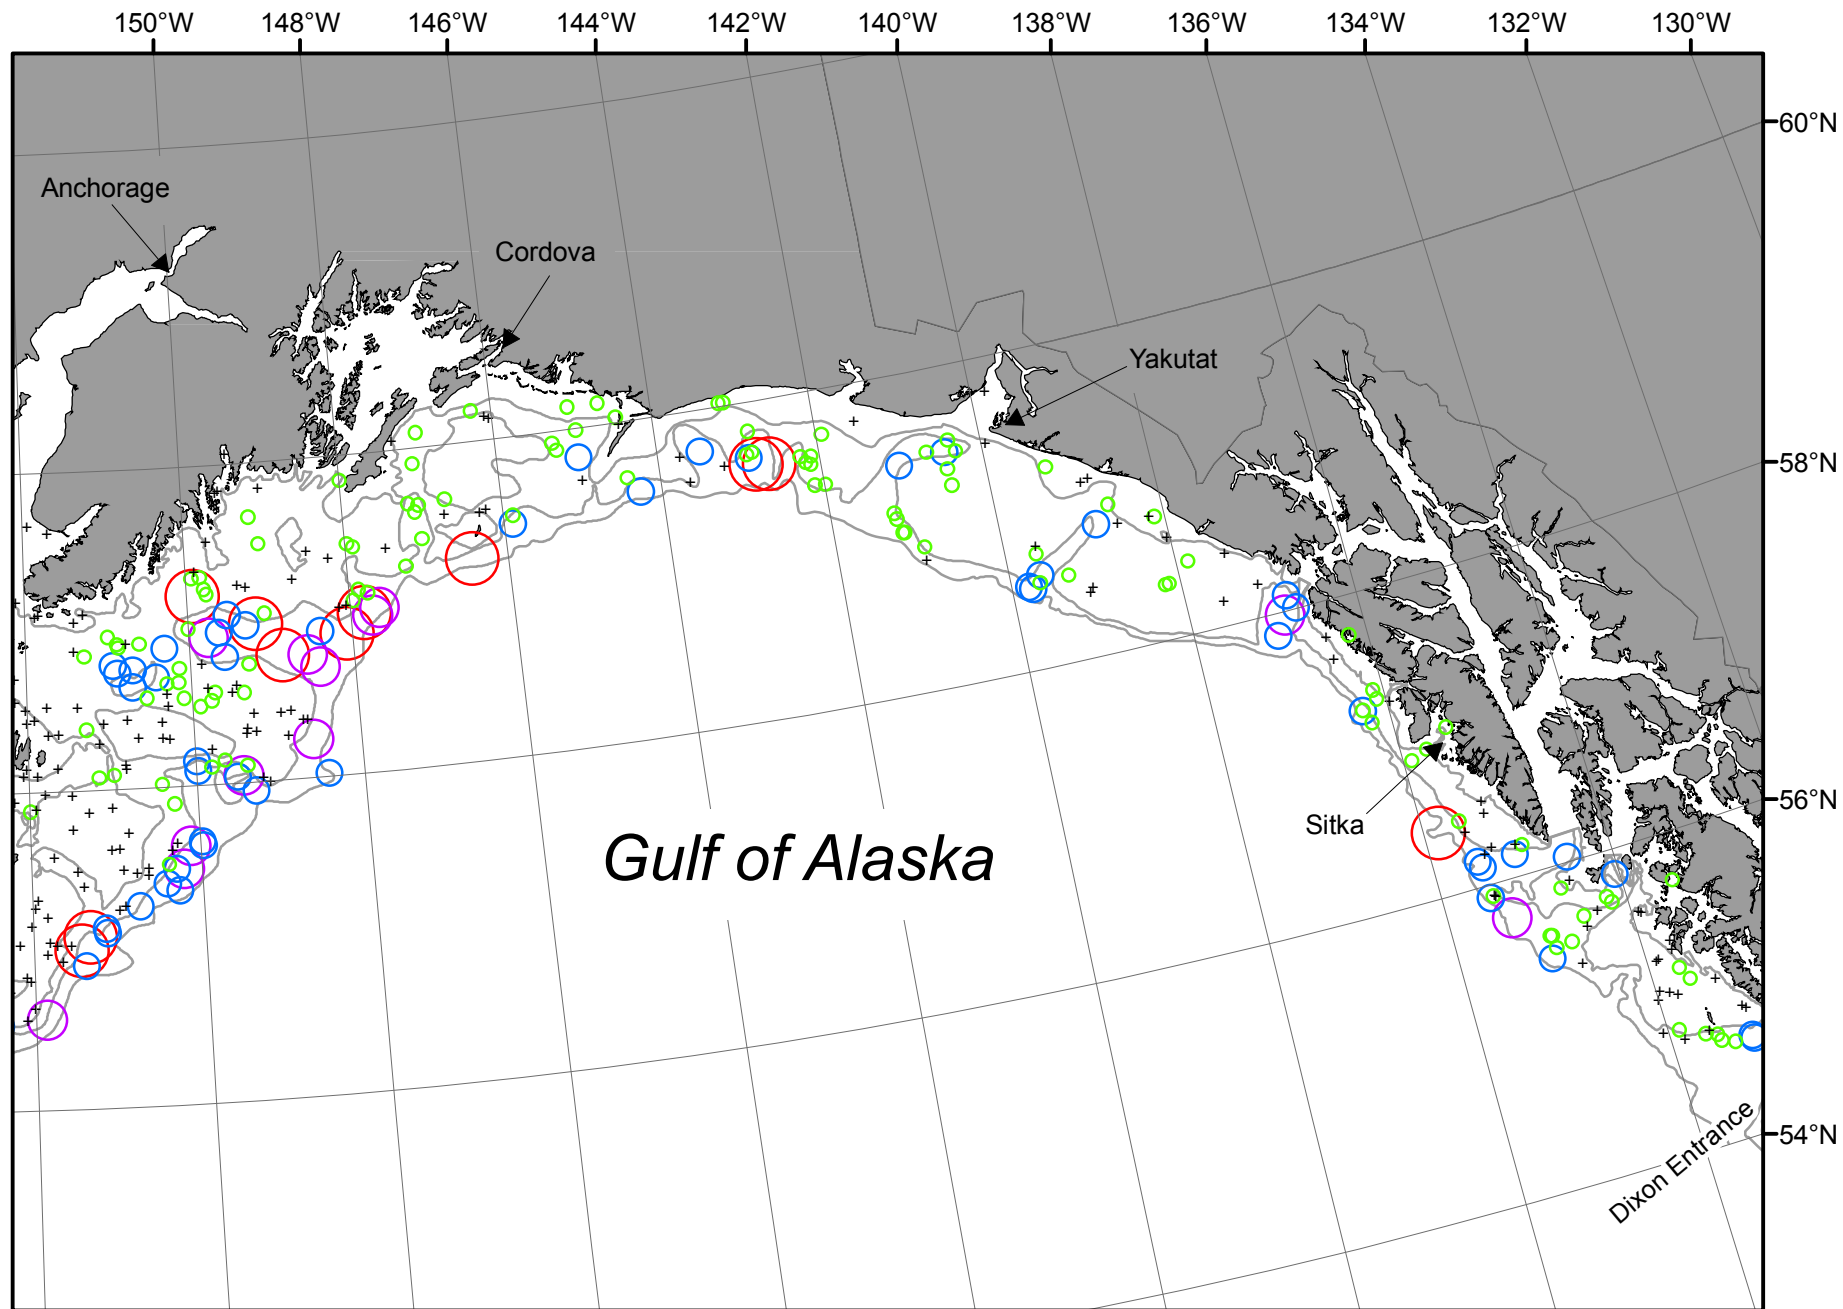 150°W 148°W 146°W 144°W 142°W 140°W 138°W 136°W 134°W 132°W 130°W
60°N
Anchorage
Cordova
Yakutat
58°N
56°N
Sitka
Gulf of Alaska
54°N
Dixon Entrance